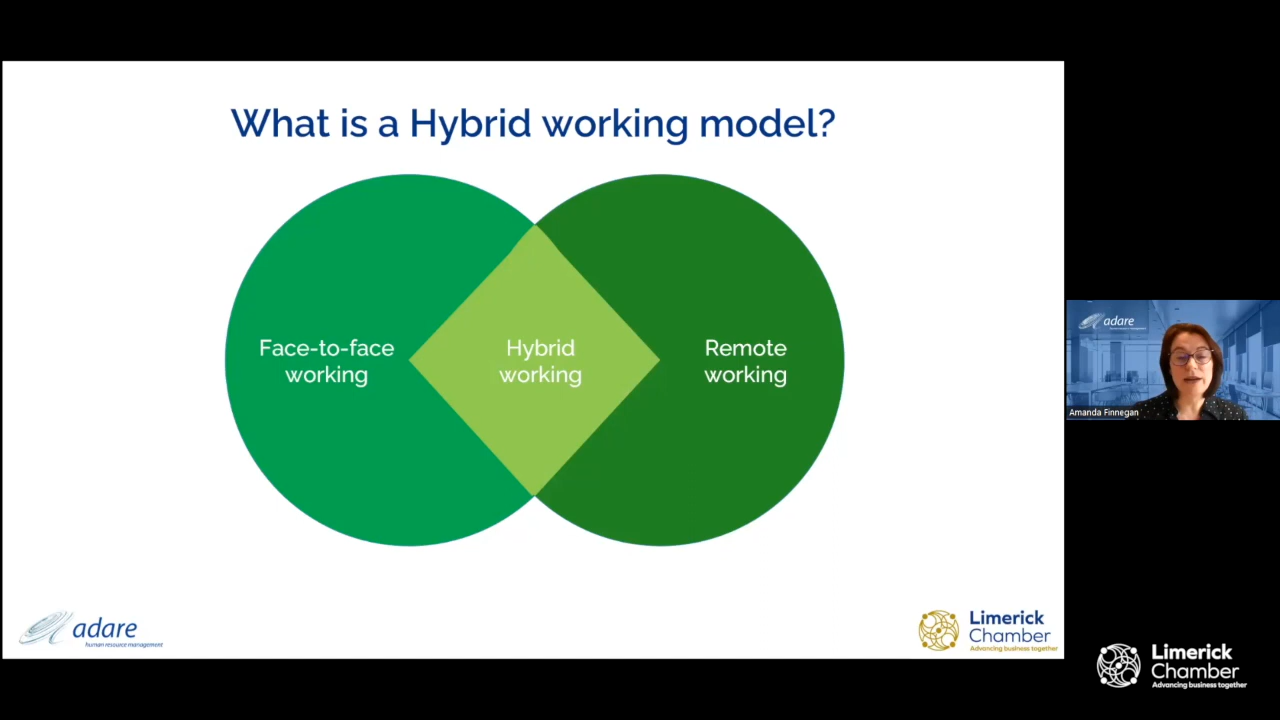 What is a Hybrid working model?
Face-to-face
working
Hybrid
working
Remote
working
adare
human resource management
Limerick
Chamber
Advancing business together
adare
Amanda Finnegan
Limerick
Chamber
Advancing business together